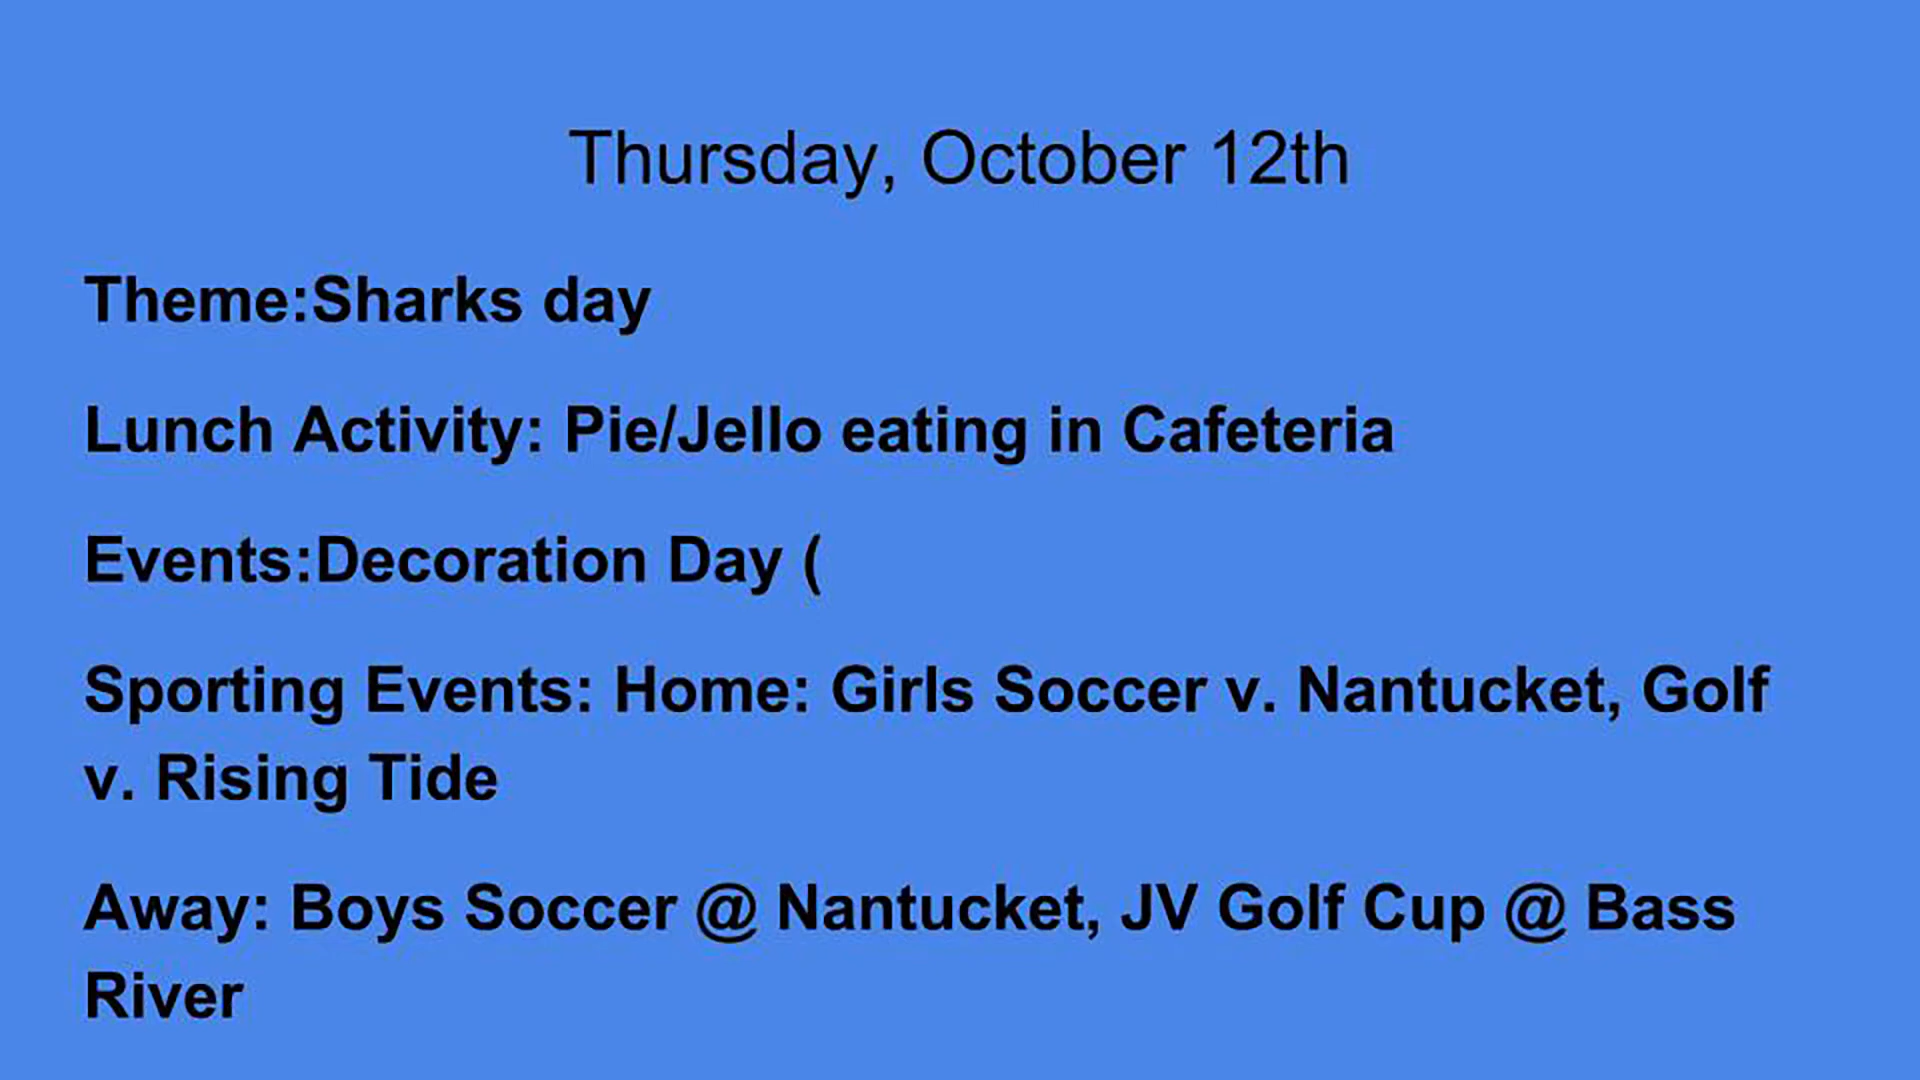 Thursday, October 12th
Theme:Sharks day
Lunch Activity: Pie/Jello eating in Cafeteria
Events:Decoration Day (
Sporting Events: Home: Girls Soccer v. Nantucket, Golf
v. Rising Tide
Away: Boys Soccer @ Nantucket, JV Golf Cup @ Bass
River